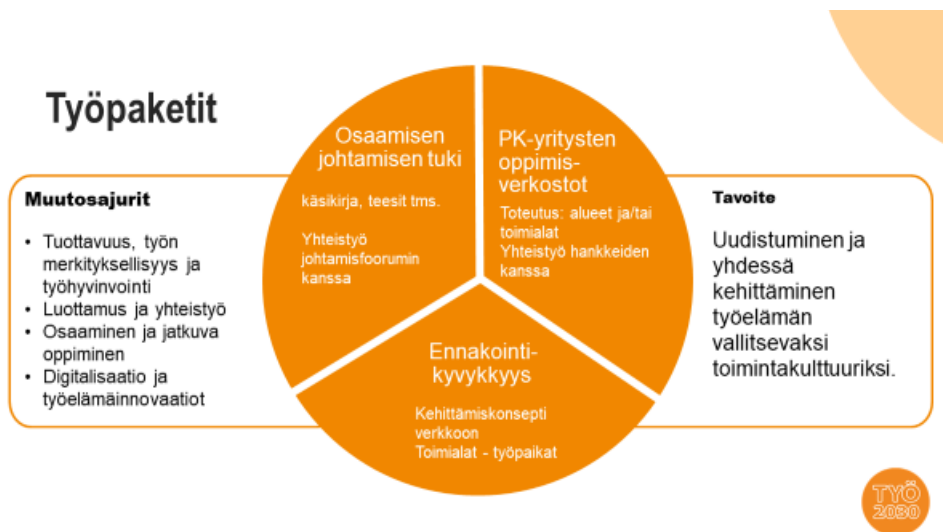 Työpaketit
Muutosajurit
• Tuottavuus, työn
merkityksellisyys ja
työhyvinvointi
• Luottamus ja yhteistyö
• Osaaminen ja jatkuva
oppiminen
• Digitalisaatio ja
työelämäinnovaatiot
Osaamisen
johtamisen tuki
käsikirja, teesit tms.
Yhteistyö
johtamisfoorumin
kanssa
PK-yritysten
oppimis-
verkostot
Toteutus: alueet ja/tai
toimialat
Yhteistyö hankkeiden
kanssa
Ennakointi-
kyvykkyys
Kehittämiskonsepti
verkkoon
Toimialat - työpaikat
Tavoite
Uudistuminen ja
yhdessä
kehittäminen
työelämän
vallitsevaksi
toimintakulttuuriksi.
TYÖ
2030